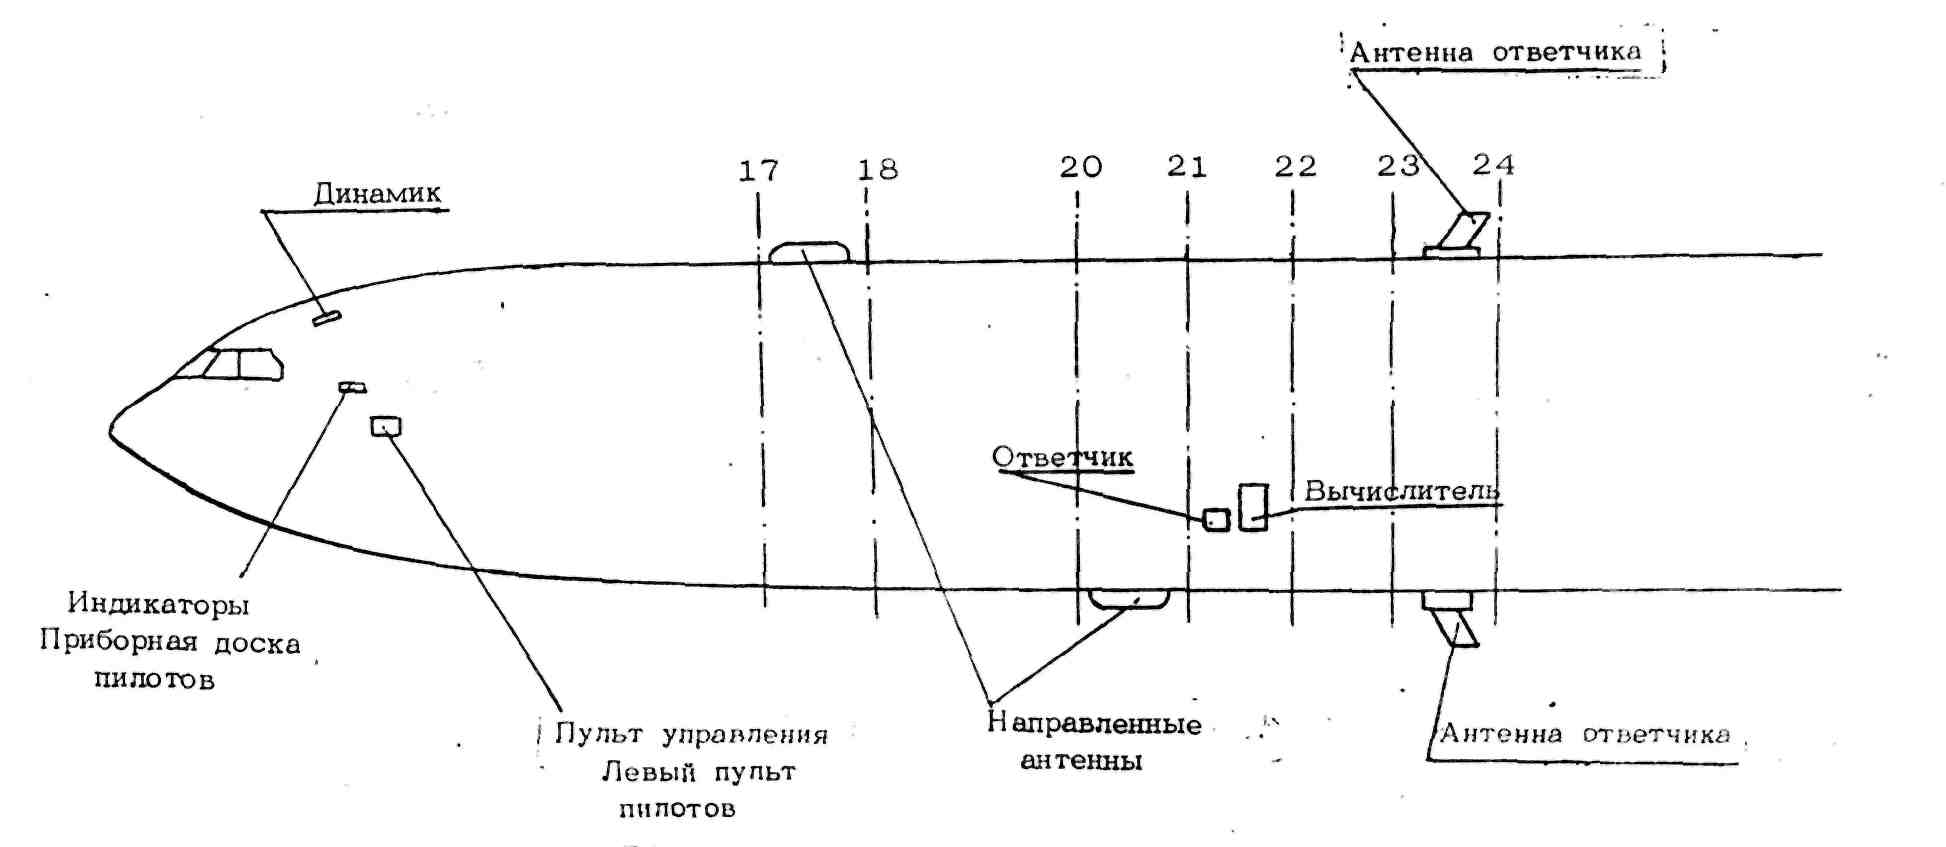 Антенна ответчика
17 18 20 21 22 23 24
Динамик
Ответчик
Вычислитель
Индикаторы
Приборная доска
пилотов
Пульт управления
Левый пульт
пилотов
Направленные
антенны
Антенна ответчика